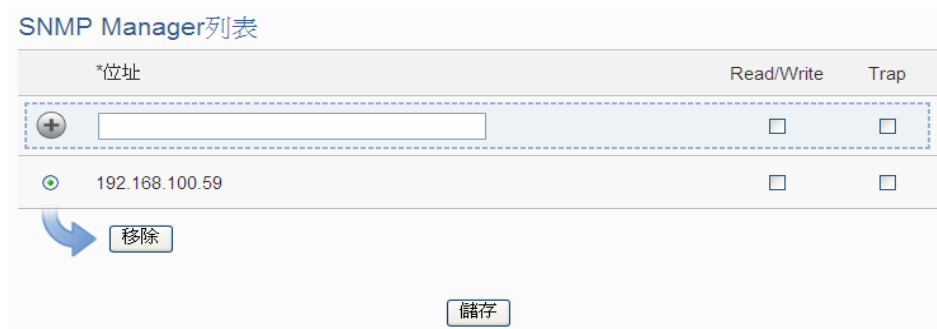 SNMP Manager列表
*位址 Read/Write Trap
192.168.100.59
移除
儲存